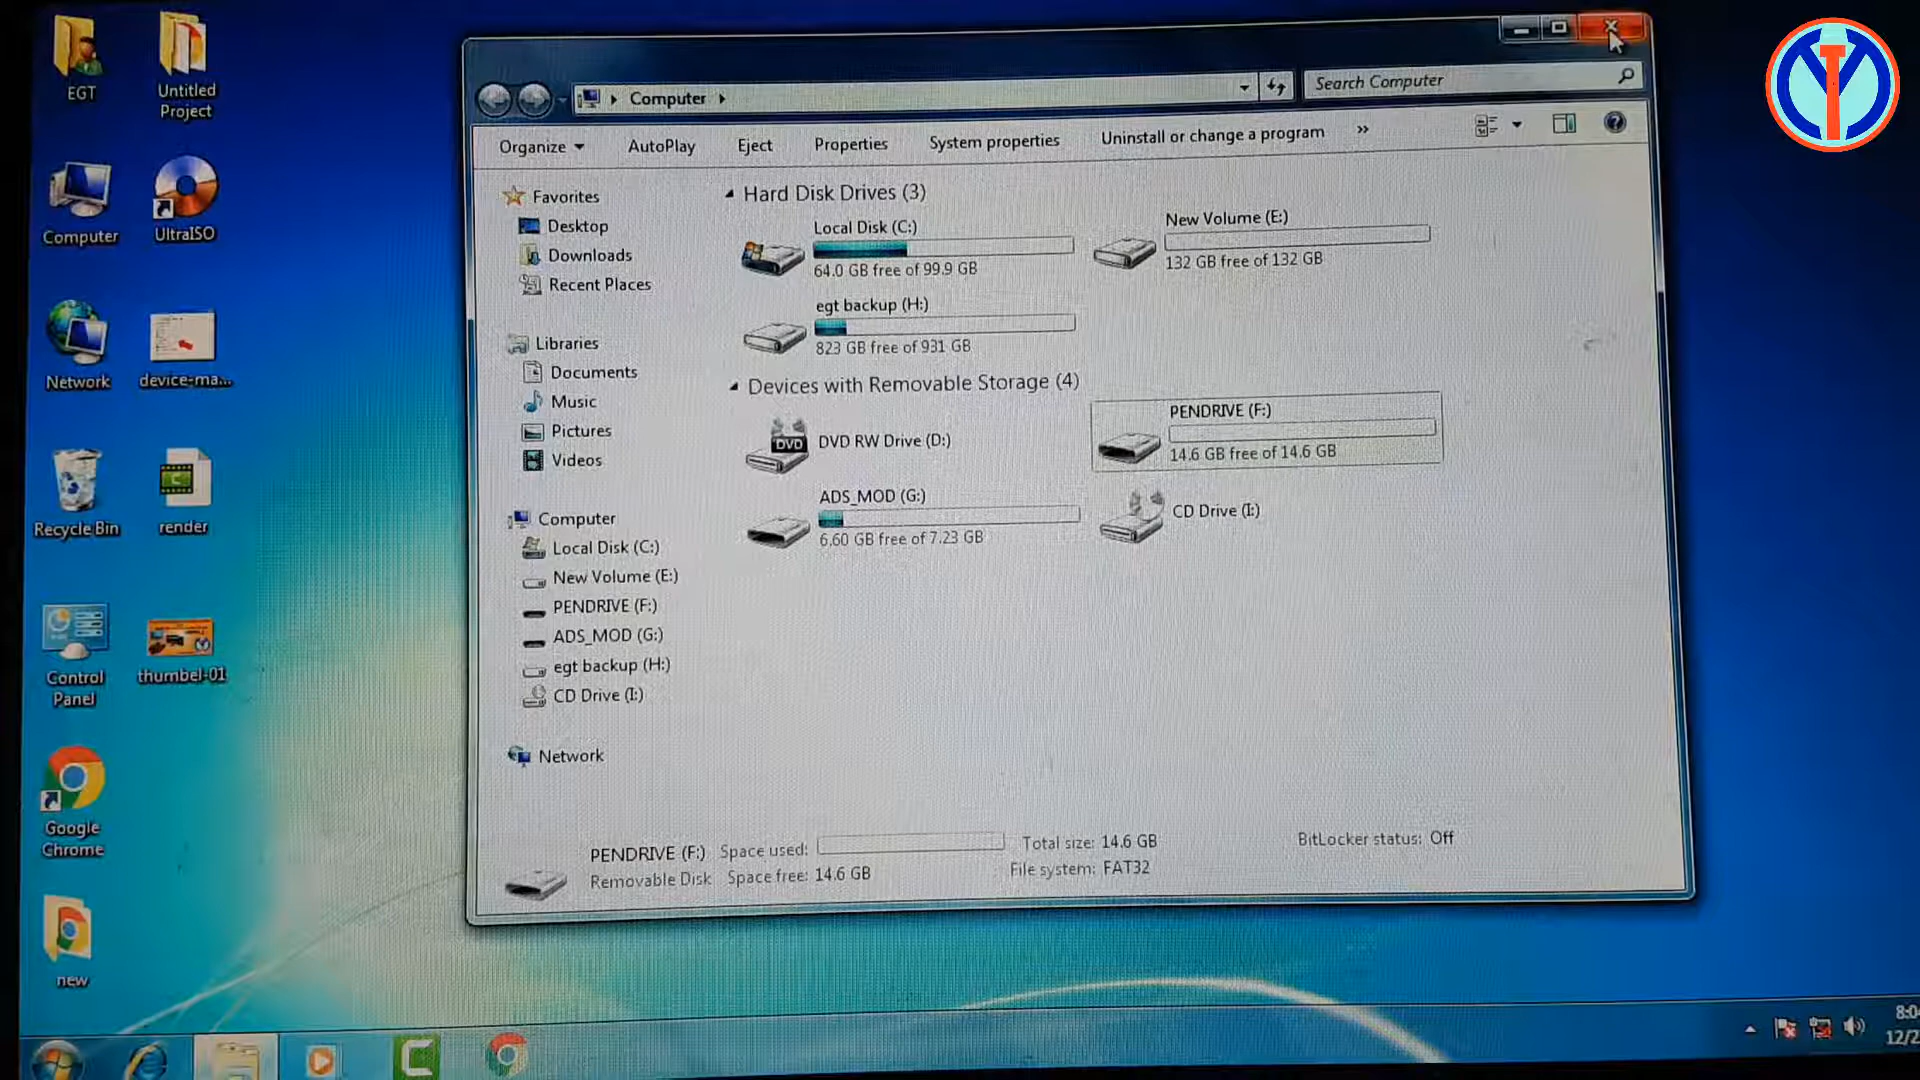 EGT
Untitled
Project
Computer
UltraISO
Network
device-ma...
Recycle Bin
render
Control
Panel
thumbel-01
Google
Chrome
new
Computer
Search Computer
Organize
AutoPlay
Eject
Properties
System properties
Uninstall or change a program
»
Favorites
Desktop
Downloads
Recent Places
Libraries
Documents
Music
Pictures
Videos
Computer
Local Disk (C:)
New Volume (E:)
PENDRIVE (F:)
ADS_MOD (G:)
egt backup (H:)
CD Drive (I:)
Network
Hard Disk Drives (3)
Local Disk (C:)
64.0 GB free of 99.9 GB
New Volume (E:)
132 GB free of 132 GB
egt backup (H:)
823 GB free of 931 GB
Devices with Removable Storage (4)
DVD
DVD RW Drive (D:)
PENDRIVE (F:)
14.6 GB free of 14.6 GB
ADS_MOD (G:)
6.60 GB free of 7.23 GB
CD Drive (I:)
PENDRIVE (F:) Space used:
Total size: 14.6 GB
BitLocker status: Off
Removable Disk Space free: 14.6 GB
File system: FAT32
8:0
12/2